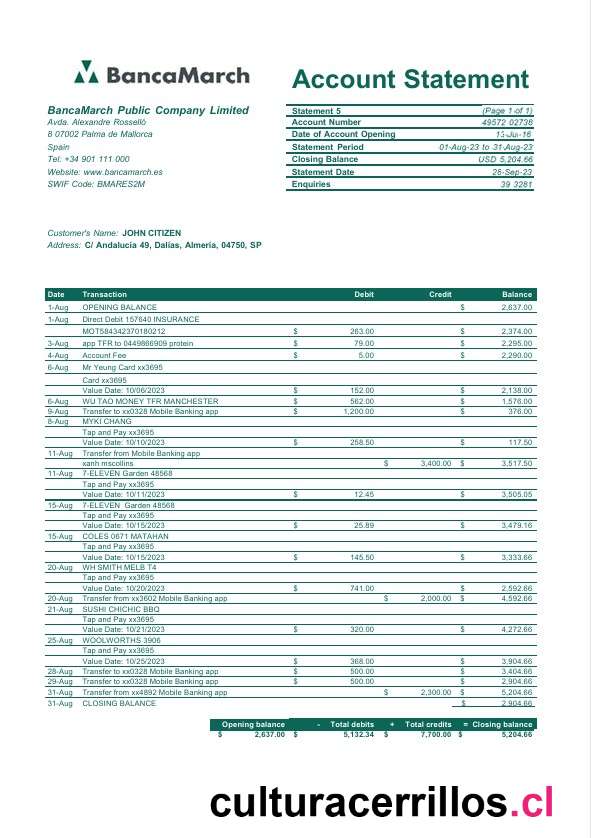 BancaMarch
Account Statement
BancaMarch Public Company Limited
Avda. Alexandre Rosselló
8 07002 Palma de Mallorca
Spain
Tel: +34 901 111 000
Website: www.bancamarch.es
SWIF Code: BMARES2M
Statement 5 (Page 1 of 1)
Account Number 49572 02738
Date of Account Opening 13-Jul-16
Statement Period 01-Aug-23 to 31-Aug-23
Closing Balance USD 5,204.66
Statement Date 26-Sep-23
Enquiries 39 3281
Customer's Name: JOHN CITIZEN
Address: C/ Andalucía 49, Dalías, Almería, 04750, SP
Date Transaction Debit Credit Balance
1-Aug OPENING BALANCE $ 2,637.00
1-Aug Direct Debit 157640 INSURANCE
MOT584342370180212 $ 263.00 $ 2,374.00
3-Aug app TFR to 0449866909 protein $ 79.00 $ 2,295.00
4-Aug Account Fee $ 5.00 $ 2,290.00
6-Aug Mr Yeung Card xx3695
Card xx3695
Value Date: 10/06/2023 $ 152.00 $ 2,138.00
6-Aug WU TAO MONEY TFR MANCHESTER $ 562.00 $ 1,576.00
9-Aug Transfer to xx0328 Mobile Banking app $ 1,200.00 $ 376.00
8-Aug MYKI CHANG
Tap and Pay xx3695
Value Date: 10/10/2023 $ 258.50 $ 117.50
11-Aug Transfer from Mobile Banking app
xanh mscollins $ 3,400.00 $ 3,517.50
11-Aug 7-ELEVEN Garden 48568
Tap and Pay xx3695
Value Date: 10/11/2023 $ 12.45 $ 3,505.05
15-Aug 7-ELEVEN Garden 48568
Tap and Pay xx3695
Value Date: 10/15/2023 $ 25.89 $ 3,479.16
15-Aug COLES 0671 MATAHAN
Tap and Pay xx3695
Value Date: 10/15/2023 $ 145.50 $ 3,333.66
20-Aug WH SMITH MELB T4
Tap and Pay xx3695
Value Date: 10/20/2023 $ 741.00 $ 2,592.66
20-Aug Transfer from xx3602 Mobile Banking app $ 2,000.00 $ 4,592.66
21-Aug SUSHI CHICHIC BBQ
Tap and Pay xx3695
Value Date: 10/21/2023 $ 320.00 $ 4,272.66
25-Aug WOOLWORTHS 3906
Tap and Pay xx3695
Value Date: 10/25/2023 $ 368.00 $ 3,904.66
28-Aug Transfer to xx0328 Mobile Banking app $ 500.00 $ 3,404.66
29-Aug Transfer to xx0328 Mobile Banking app $ 500.00 $ 2,904.66
31-Aug Transfer from xx4892 Mobile Banking app $ 2,300.00 $ 5,204.66
31-Aug CLOSING BALANCE $ 2,904.66
Opening balance - Total debits + Total credits = Closing balance
$ 2,637.00 $ 5,132.34 $ 7,700.00 $ 5,204.66
culturacerrillos.cl